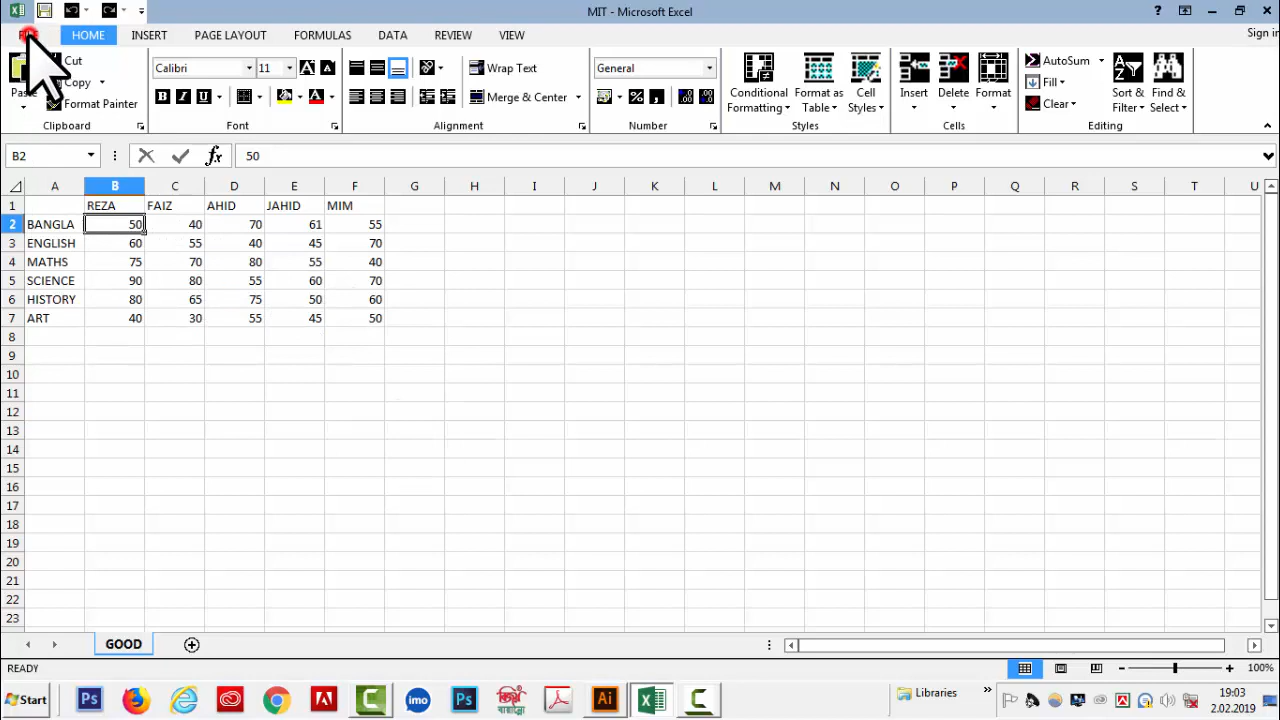 MIT - Microsoft Excel
HOME INSERT PAGE LAYOUT FORMULAS DATA REVIEW VIEW Sign in
Cut
Copy
Format Painter
Paste
Clipboard
Calibri 11
B I U
Font
Wrap Text
Merge & Center
Alignment
General
Number
Conditional Formatting
Format as Table
Cell Styles
Styles
Insert Delete Format
Cells
AutoSum
Fill
Clear
Sort & Filter
Find & Select
Editing
B2 fx 50
A B C D E F G H I J K L M N O P Q R S T U
1 REZA FAIZ AHID JAHID MIM
2 BANGLA 50 40 70 61 55
3 ENGLISH 60 55 40 45 70
4 MATHS 75 70 80 55 40
5 SCIENCE 90 80 55 60 70
6 HISTORY 80 65 75 50 60
7 ART 40 30 55 45 50
8
9
10
11
12
13
14
15
16
17
18
19
20
21
22
23
GOOD
READY 100%
Start Libraries 19:03
2.02.2019